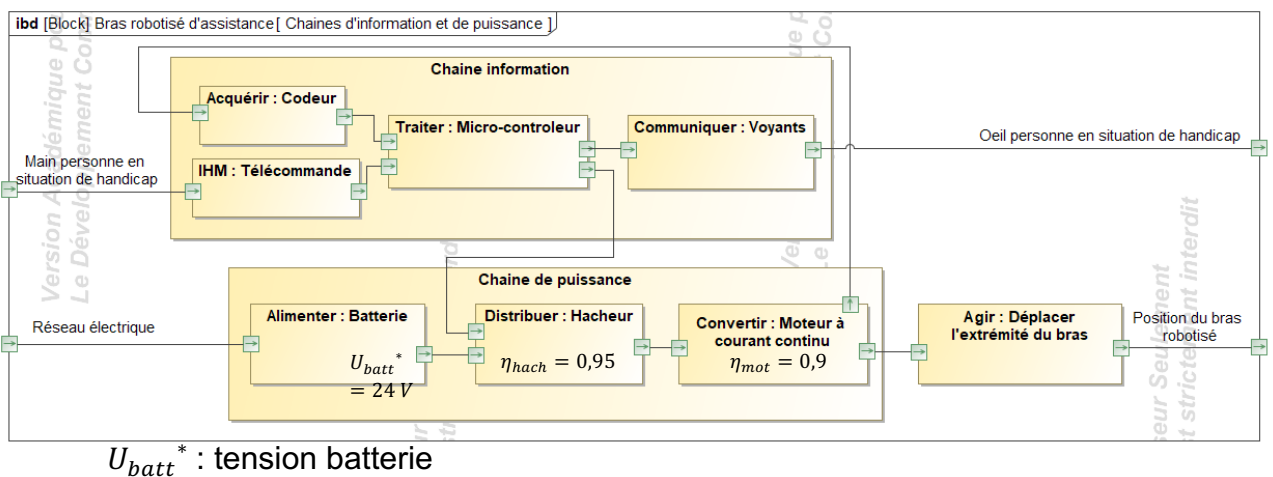 ibd [Block] Bras robotisé d'assistance[ Chaines d'information et de puissance ]
Chaine information
Acquérir : Codeur
Traiter : Micro-controleur
Communiquer : Voyants
Oeil personne en situation de handicap
Main personne en
situation de handicap
IHM : Télécommande
Chaine de puissance
Réseau électrique
Alimenter : Batterie
U_batt* 
= 24 V
Distribuer : Hacheur
η_hach = 0,95
Convertir : Moteur à
courant continu
η_mot = 0,9
Agir : Déplacer
l'extrémité du bras
Position du bras
robotisé
U_batt* : tension batterie